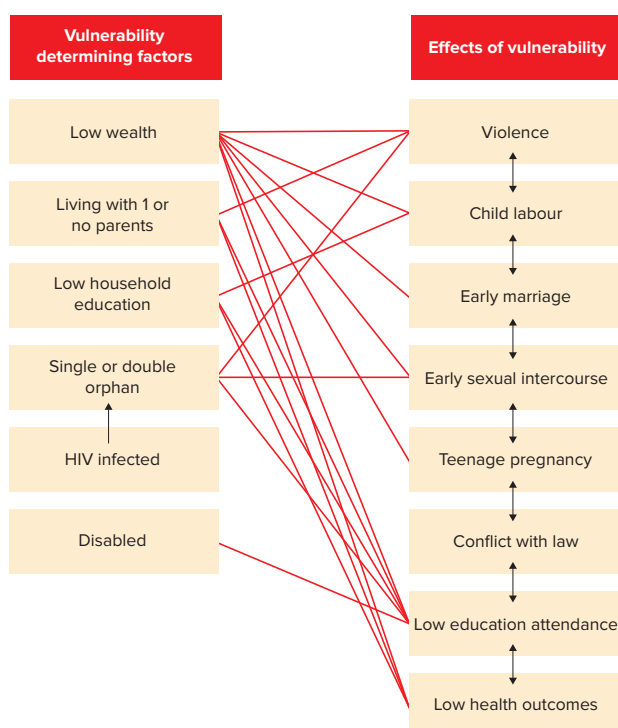 Vulnerability
determining factors
Effects of vulnerability
Low wealth
Violence
Living with 1 or
no parents
Child labour
Low household
education
Early marriage
Single or double
orphan
Early sexual intercourse
HIV infected
Teenage pregnancy
Disabled
Conflict with law
Low education attendance
Low health outcomes